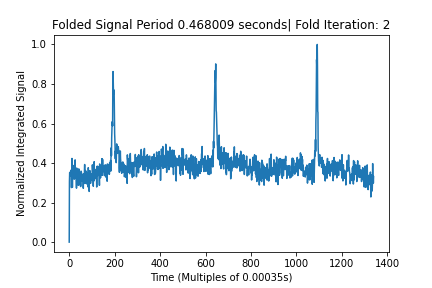 Folded Signal Period 0.468009 seconds| Fold Iteration: 2
Normalized Integrated Signal
1.0
0.8
0.6
0.4
0.2
0.0
0 200 400 600 800 1000 1200 1400
Time (Multiples of 0.00035s)